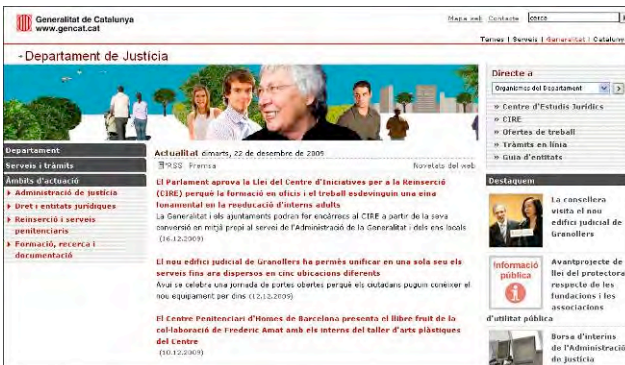 Generalitat de Catalunya
www.gencat.cat
Mapa web Contacte cerca
Temes | Serveis | Generalitat | Catalunya
- Departament de Justícia
Directe a
Organismes del Departament
» Centre d'Estudis Jurídics
» CIRE
» Ofertes de treball
» Tràmits en línia
» Guia d'entitats
Departament
Serveis i tràmits
Àmbits d'actuació
Administració de justícia
Dret i entitats jurídiques
Reinserció i serveis
penitenciaris
Formació, recerca i
documentació
Actualitat dimarts, 22 de desembre de 2009
RSS Premsa Novetats del web
El Parlament aprova la Llei del Centre d'Iniciatives per a la Reinserció
(CIRE) perquè la formació en oficis i el treball esdevinguin una eina
fonamental en la reeducació d'interns adults
La Generalitat i els ajuntaments podran fer encàrrecs al CIRE a partir de la seva
conversió en mitjà propi al servei de l'Administració de la Generalitat i dels ens locals
(16.12.2009)
El nou edifici judicial de Granollers ha permès unificar en una sola seu els
serveis fins ara dispersos en cinc ubicacions diferents
Avui se celebra una jornada de portes obertes perquè els ciutadans puguin conèixer el
nou equipament per dins (12.12.2009)
El Centre Penitenciari d'Homes de Barcelona presenta el llibre fruit de la
col·laboració de Frederic Amat amb els interns del taller d'arts plàstiques
del Centre
(10.12.2009)
Destaquem
La consellera
visita el nou
edifici judicial de
Granollers
Informació
pública
Avantprojecte de
llei del protectorat
respecte de les
fundacions i les
associacions
d'utilitat pública
Borsa d'interins
de l'Administració
de justícia